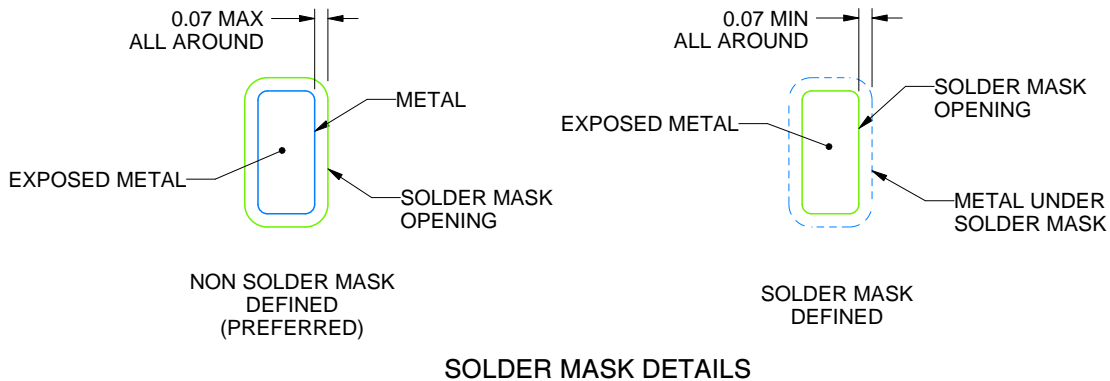 0.07 MAX
ALL AROUND
METAL
EXPOSED METAL
SOLDER MASK
OPENING
NON SOLDER MASK
DEFINED
(PREFERRED)
0.07 MIN
ALL AROUND
SOLDER MASK
OPENING
EXPOSED METAL
METAL UNDER
SOLDER MASK
SOLDER MASK
DEFINED
SOLDER MASK DETAILS